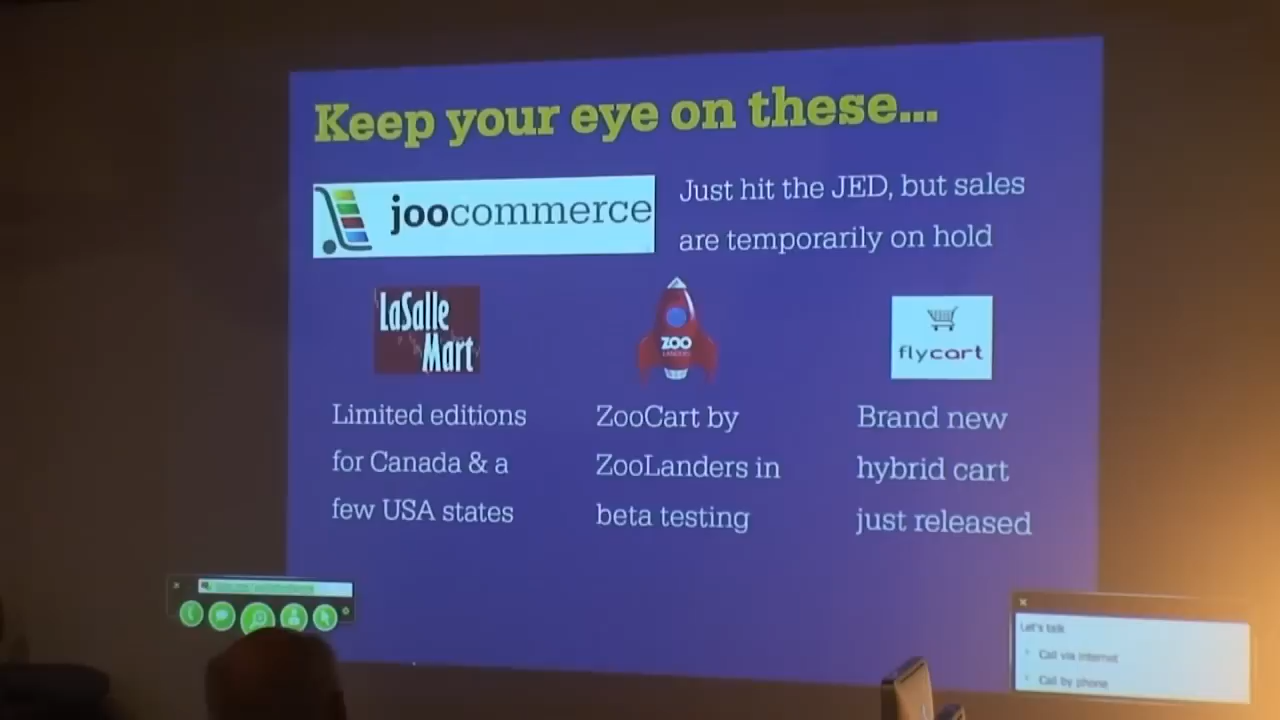 Keep your eye on these...
joocommerce
Just hit the JED, but sales
are temporarily on hold
LaSalle
Mart
ZOO
LANDERS
flycart
Limited editions
for Canada & a
few USA states
ZooCart by
ZooLanders in
beta testing
Brand new
hybrid cart
just released
Let's talk
Call via internet
Call by phone